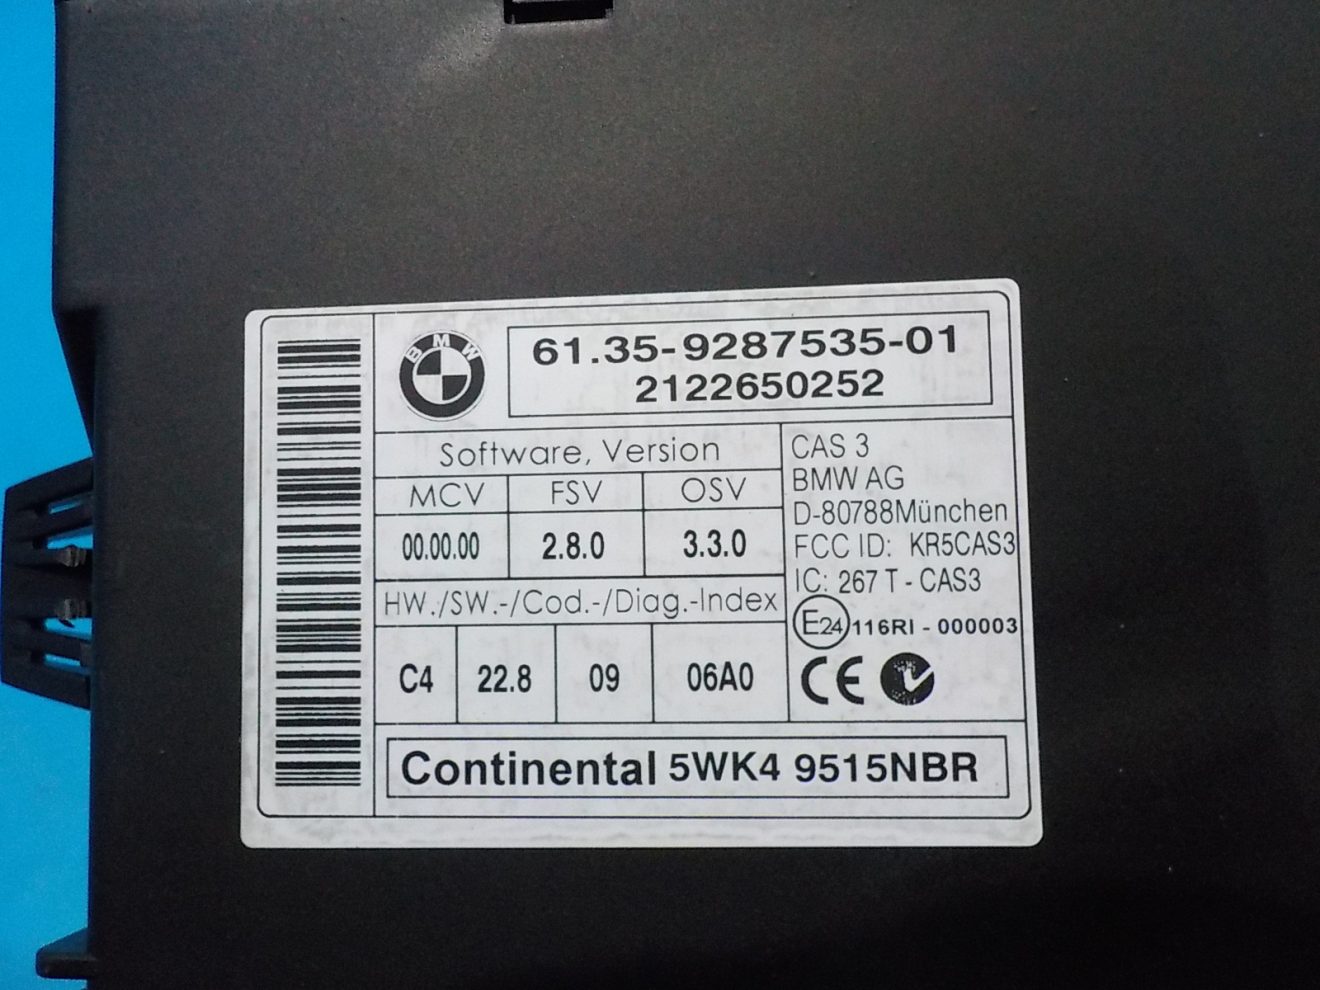 BMW
61.35-9287535-01
2122650252
Software, Version
MCV FSV OSV
00.00.00 2.8.0 3.3.0
HW./SW.-/Cod.-/Diag.-Index
C4 22.8 09 06A0
CAS 3
BMW AG
D-80788München
FCC ID: KR5CAS3
IC: 267 T - CAS3
E24 116RI - 000003
CE
Continental 5WK4 9515NBR